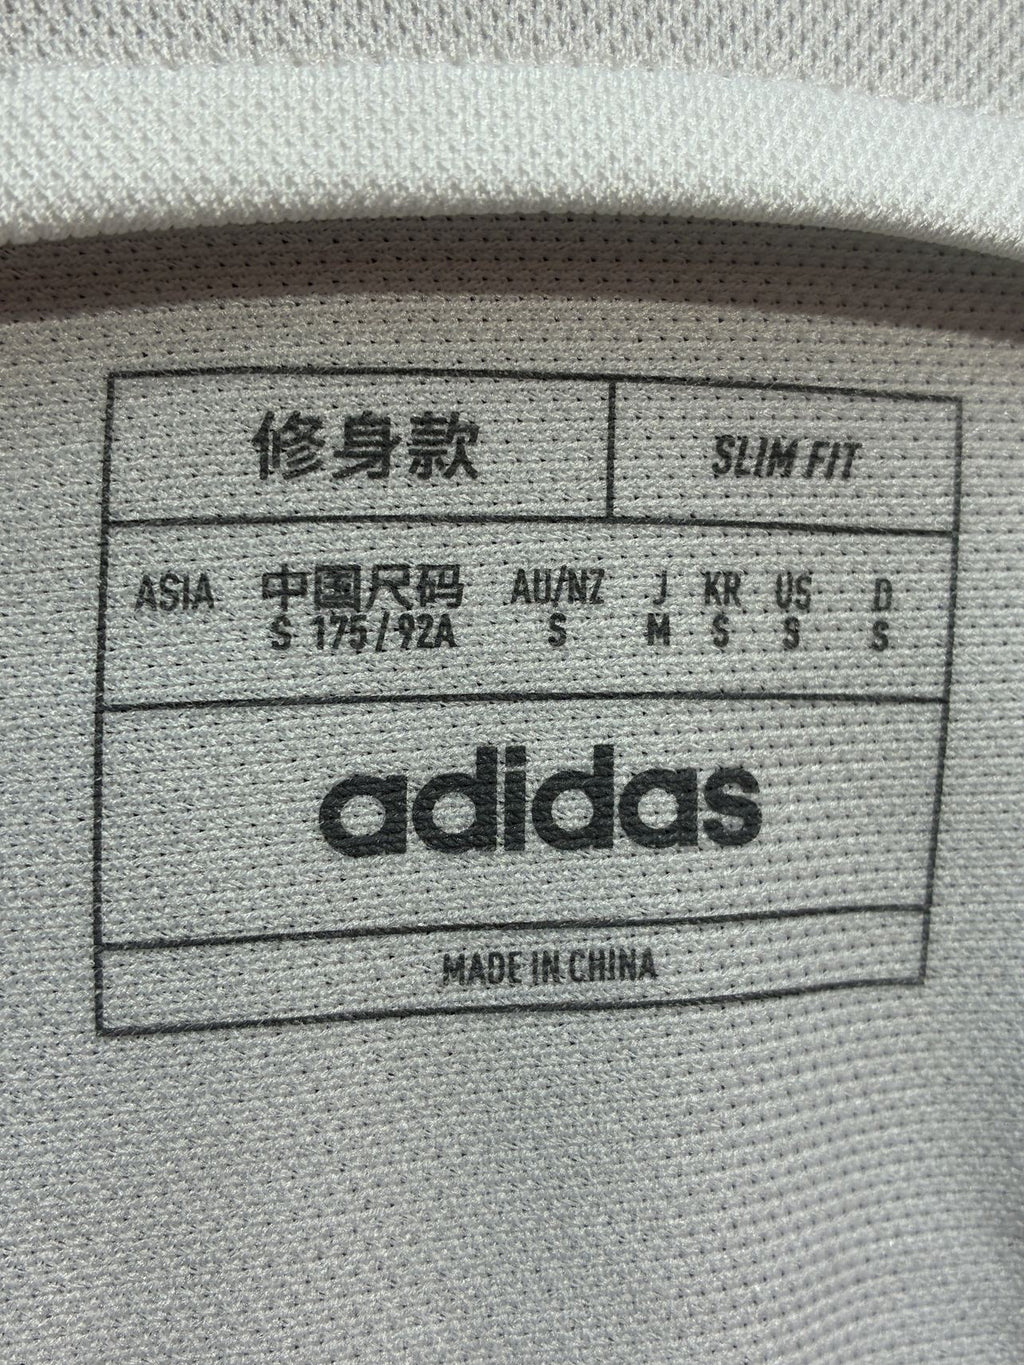 修身款 SLIM FIT
ASIA 中国尺码 AU/NZ J KR US D
S 175/92A S M S S S
adidas
MADE IN CHINA